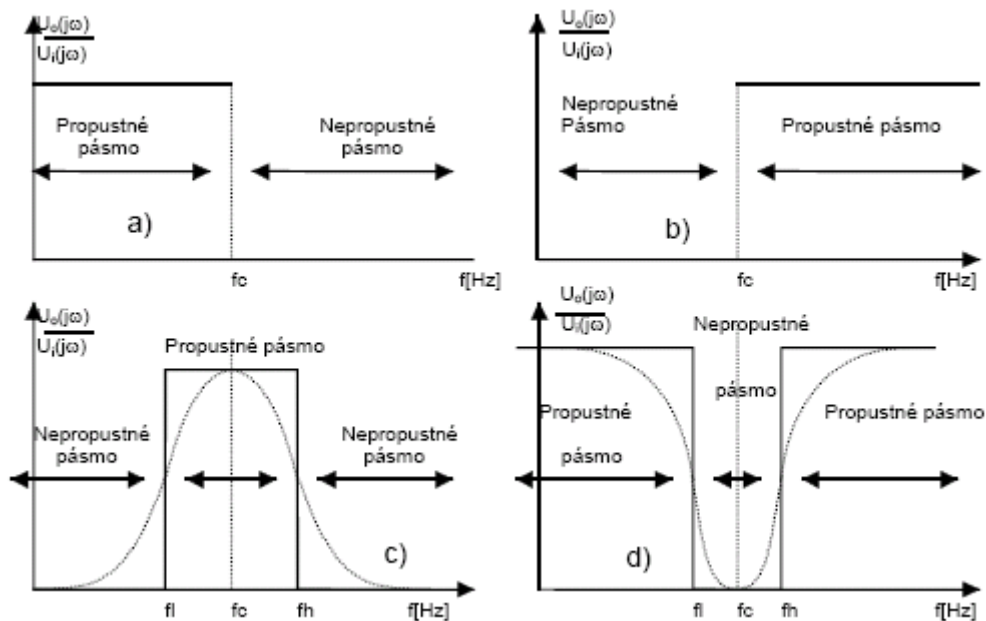 Uₒ(jω)
Uᵢ(jω)
Propustné
pásmo
Nepropustné
pásmo
a)
fc
f[Hz]
Uₒ(jω)
Uᵢ(jω)
Nepropustné
Pásmo
Propustné pásmo
b)
fc
f[Hz]
Uₒ(jω)
Uᵢ(jω)
Propustné pásmo
Nepropustné
pásmo
Nepropustné
pásmo
c)
fl
fc
fh
f[Hz]
Uₒ(jω)
Uᵢ(jω)
Nepropustné
pásmo
Propustné
pásmo
Propustné pásmo
d)
fl
fc
fh
f[Hz]